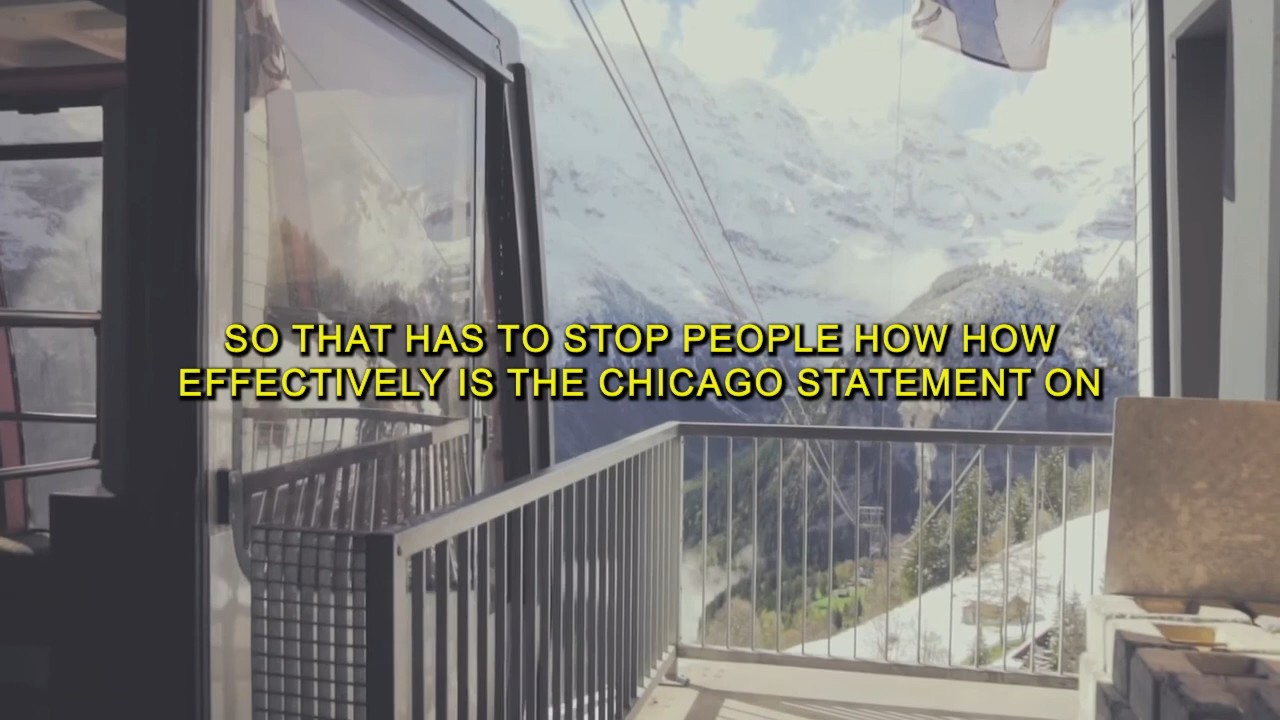 SO THAT HAS TO STOP PEOPLE HOW HOW
EFFECTIVELY IS THE CHICAGO STATEMENT ON